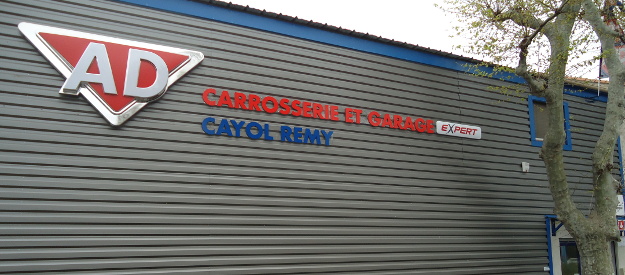 AD
CARROSSERIE ET GARAGE EXPERT
CAYOL REMY